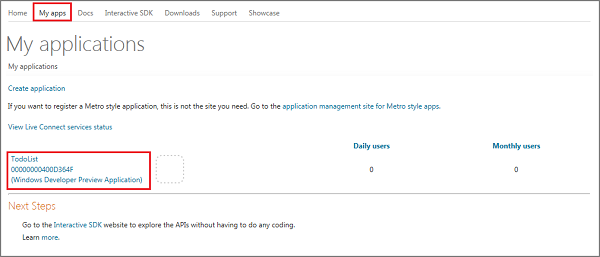 Home My apps Docs Interactive SDK Downloads Support Showcase
My applications
My applications
Create application
If you want to register a Metro style application, this is not the site you need. Go to the application management site for Metro style apps.
View Live Connect services status
Daily users Monthly users
TodoList
00000000400D364F 0 0
(Windows Developer Preview Application)
Next Steps
Go to the Interactive SDK website to explore the APIs without having to do any coding.
Learn more.